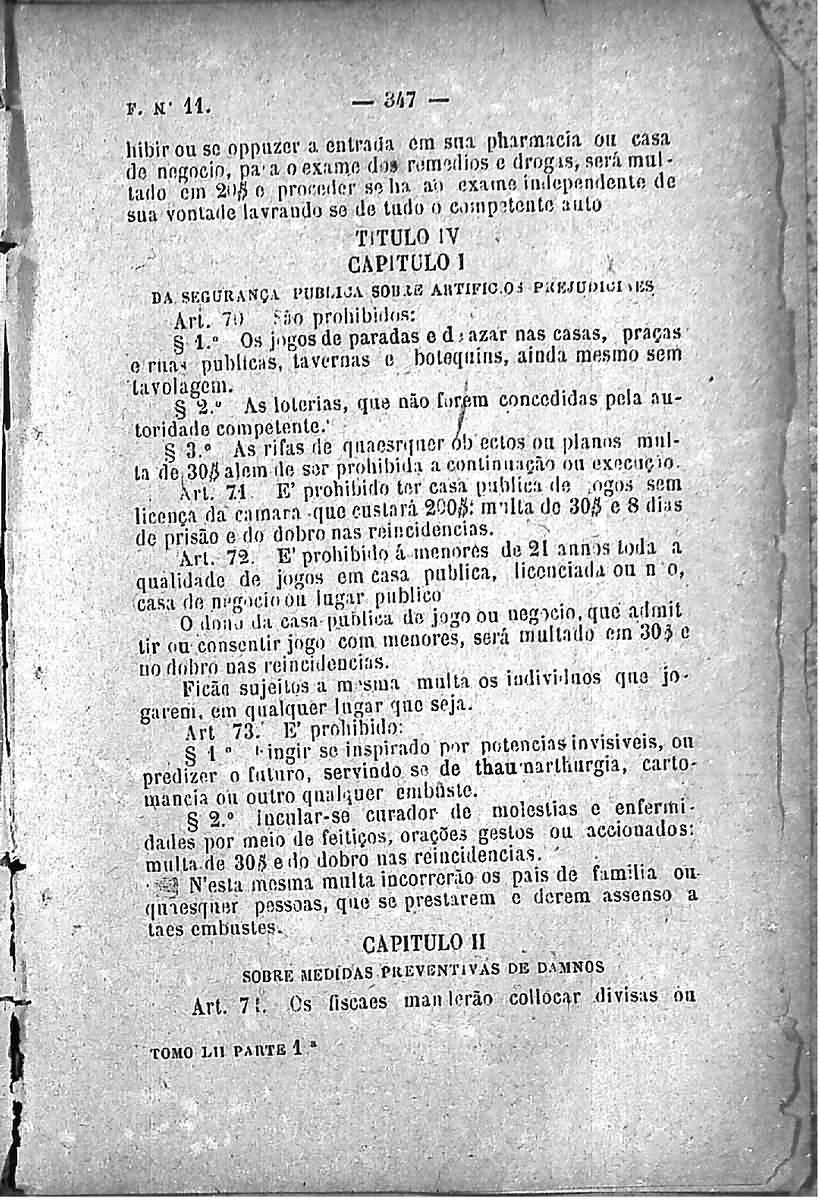 F. N· 11.
— 347 —
hibir ou se oppuzer a entrada em sua pharmacia ou casa
de negocio, para o exame dos remedios e drogas, será mul-
tado em 20$ e proceder se ha ao exame independente de
sua vontade lavrando se de tudo o competente auto
TITULO IV
CAPITULO I
DA SEGURANÇA PUBLICA SOBRE ARTIFICIOS PREJUDICIAES
Art. 70 São prohibidos:
§ 1.º Os jogos de paradas e de azar nas casas, praças
e ruas publicas, tavernas e botequins, ainda mesmo sem
tavolagem.
§ 2.º As loterias, que não forem concedidas pela au-
toridade competente.
§ 3.º As rifas de quaesrquer objectos ou planos mul-
ta de 30$ alem de ser prohibida a continuação ou execução.
Art. 71 E' prohibido ter casa publica de jogos sem
licença da camara que custará 200$: multa de 30$ e 8 dias
de prisão e do dobro nas reincidencias.
Art. 72. E' prohibido á menores de 21 annos toda a
qualidade de jogos em casa publica, licenciada ou não,
casa de negocio ou lugar publico
O dono da casa publica de jogo ou negocio, que admit
tir ou consentir jogo com menores, será multado em 30$ e
no dobro nas reincidencias.
Ficão sujeitos a mesma multa os individuos que jo-
garem, em qualquer lugar que seja.
Art 73. E' prohibido:
§ 1º Fingir se inspirado por potencias invisiveis, ou
predizer o futuro, servindo se de thaumarthurgia, carto-
mancia ou outro qualquer embuste.
§ 2.º Incular-se curador de molestias e enfermi-
dades por meio de feitiços, orações gestos ou accionados:
multa de 30$ e do dobro nas reincidencias.
N'esta mesma multa incorrerão os pais de familia ou
quaesquer pessoas, que se prestarem e derem assenso a
taes embustes.
CAPITULO II
SOBRE MEDIDAS PREVENTIVAS DE DAMNOS
Art. 74. Os fiscaes mandarão collocar divisas ou
TOMO LII PARTE 1ª